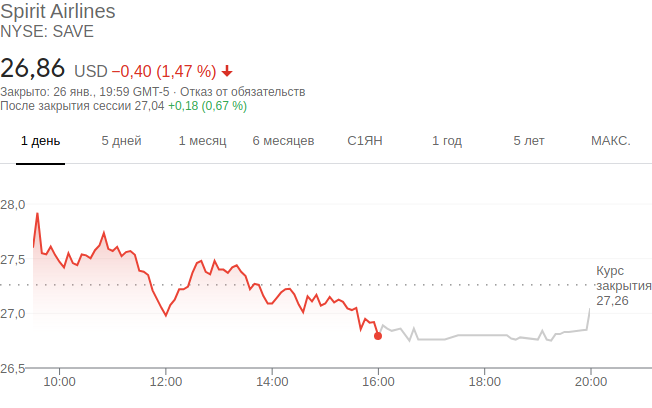 Spirit Airlines
NYSE: SAVE
26,86 USD −0,40 (1,47 %)
Закрыто: 26 янв., 19:59 GMT-5 · Отказ от обязательств
После закрытия сессии 27,04 +0,18 (0,67 %)
1 день 5 дней 1 месяц 6 месяцев С1ЯН 1 год 5 лет МАКС.
28,0
27,5
Курс
закрытия
27,26
27,0
26,5
10:00 12:00 14:00 16:00 18:00 20:00